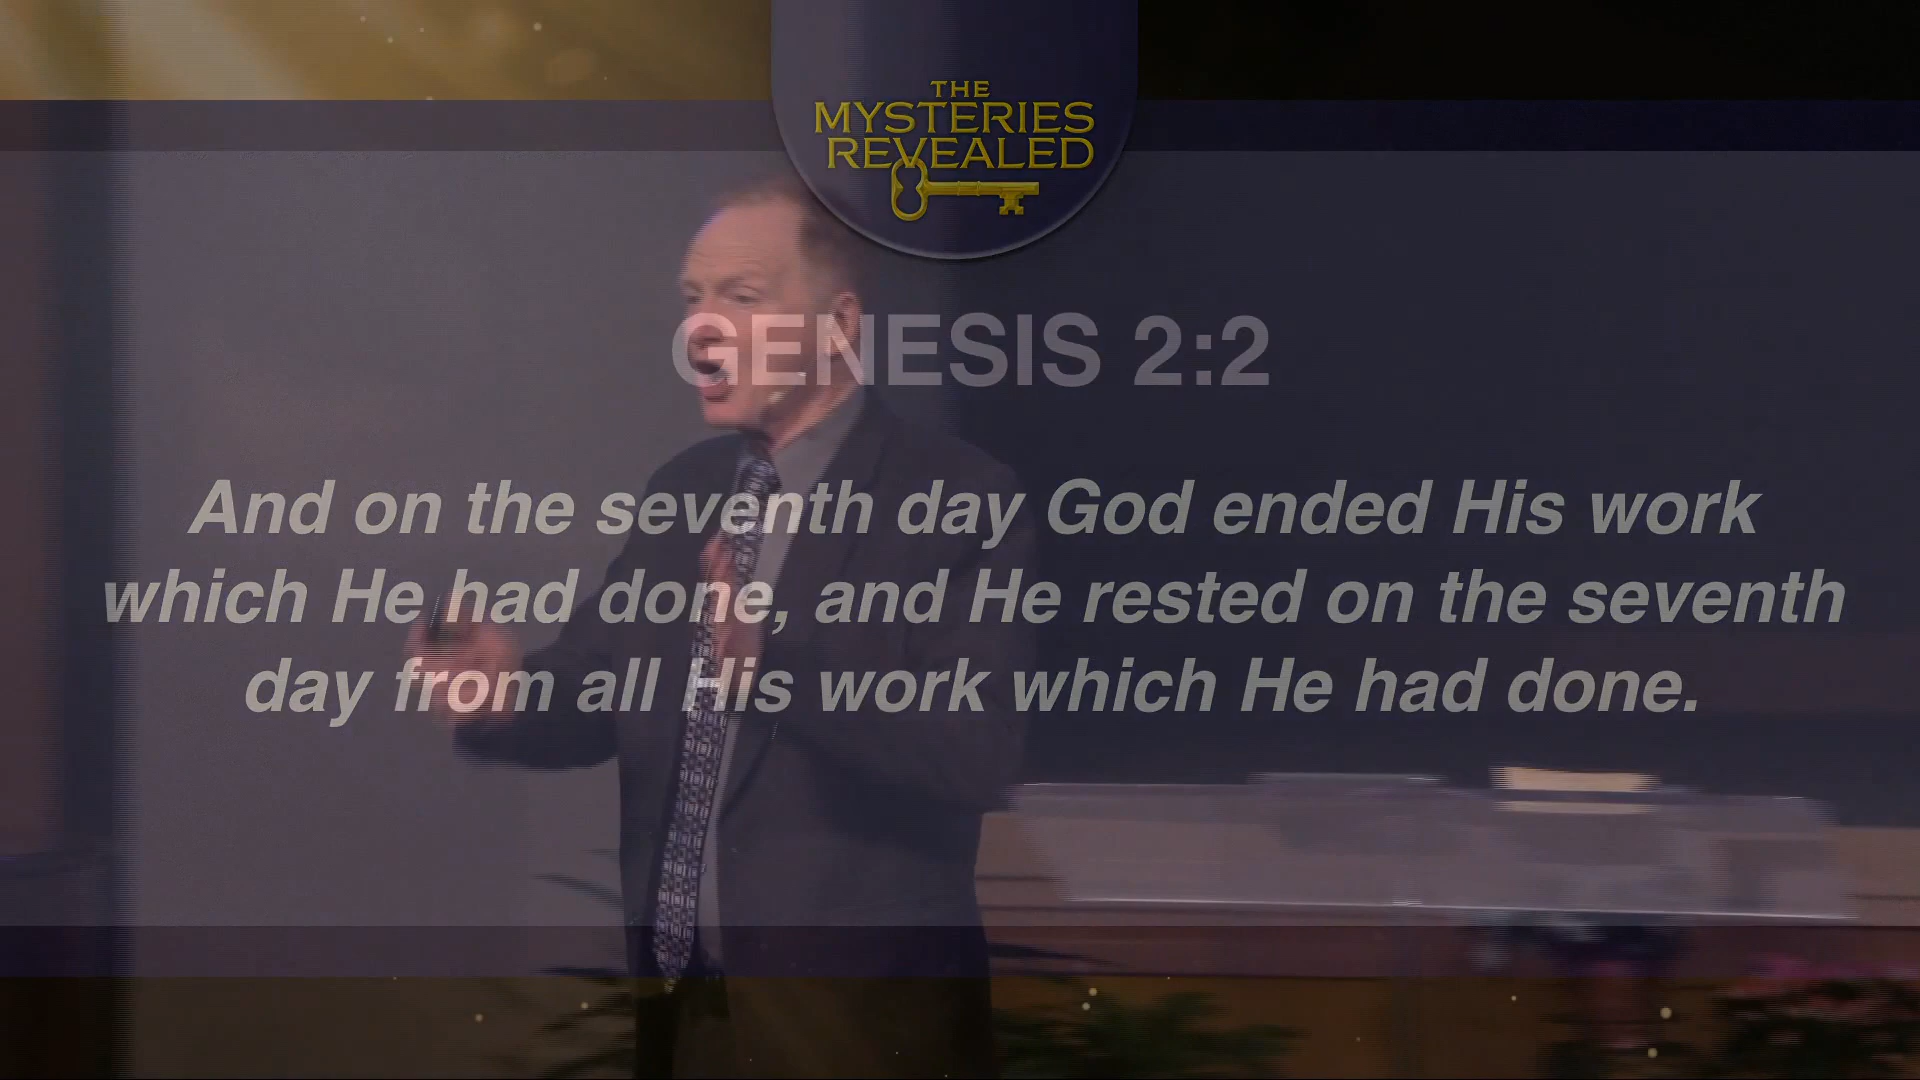 THE
MYSTERIES
REVEALED
GENESIS 2:2
And on the seventh day God ended His work
which He had done, and He rested on the seventh
day from all His work which He had done.